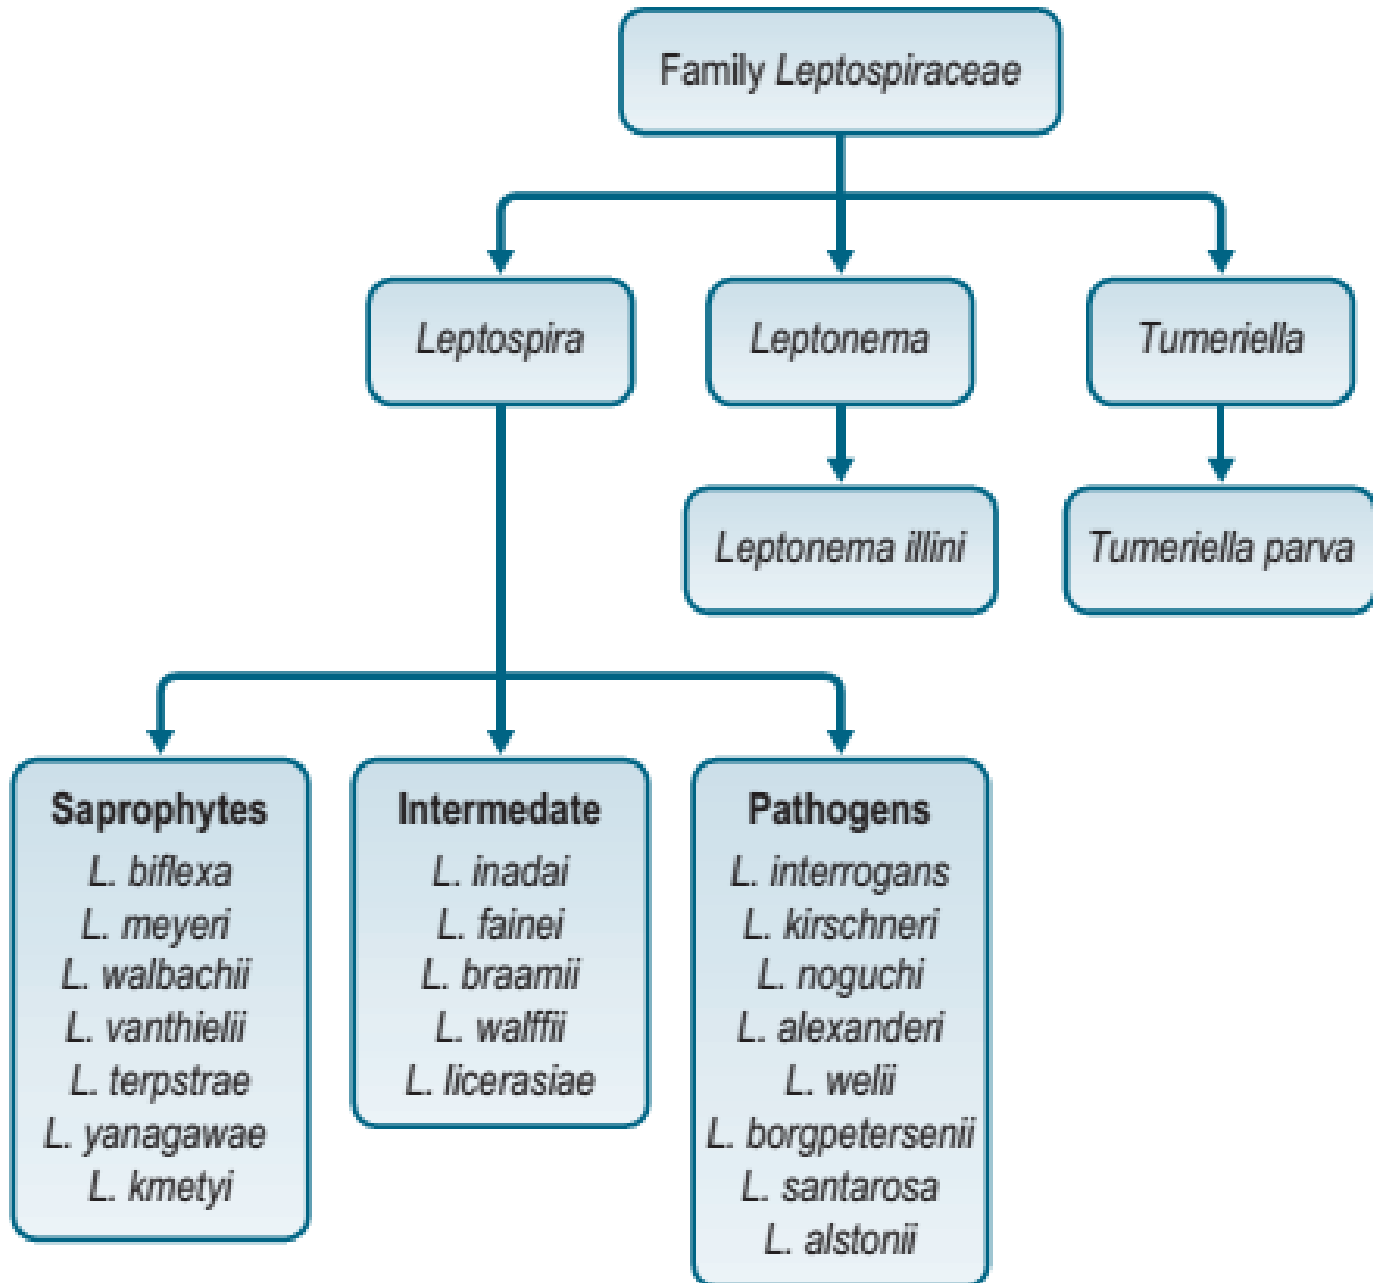 Family Leptospiraceae
Leptospira
Leptonema
Tumeriella
Leptonema illini
Tumeriella parva
Saprophytes
L. biflexa
L. meyeri
L. walbachii
L. vanthielii
L. terpstrae
L. yanagawae
L. kmetyi
Intermedate
L. inadai
L. fainei
L. braamii
L. walffii
L. licerasiae
Pathogens
L. interrogans
L. kirschneri
L. noguchi
L. alexanderi
L. welii
L. borgpetersenii
L. santarosa
L. alstonii